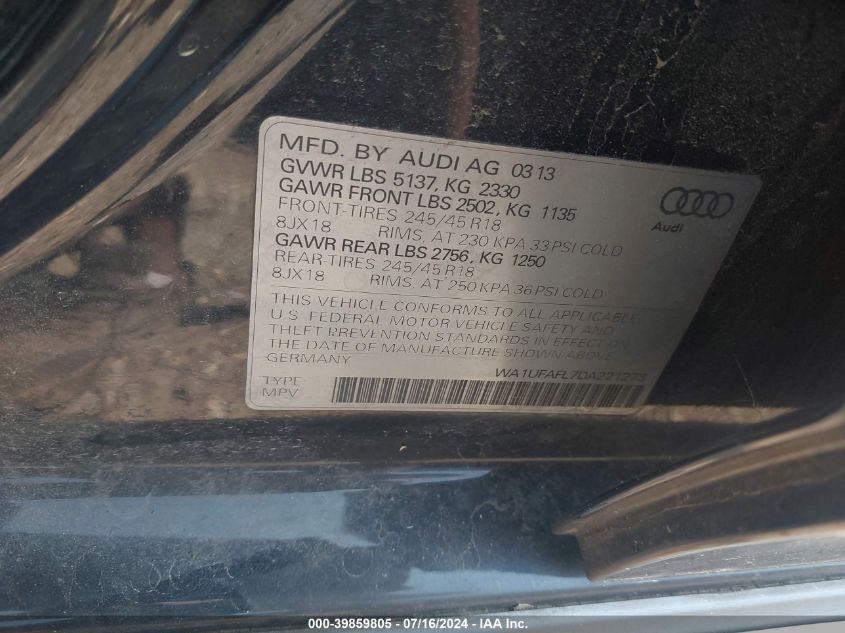 MFD. BY AUDI AG 03 13
GVWR LBS 5137, KG 2330
GAWR FRONT LBS 2502, KG 1135
FRONT-TIRES 245/45 R18
8JX18 RIMS, AT 230 KPA 33 PSI COLD
GAWR REAR LBS 2756, KG 1250
REAR-TIRES 245/45 R18
8JX18 RIMS, AT 250 KPA 36 PSI COLD
Audi
THIS VEHICLE CONFORMS TO ALL APPLICABLE
U.S. FEDERAL MOTOR VEHICLE SAFETY AND
THEFT PREVENTION STANDARDS IN EFFECT ON
THE DATE OF MANUFACTURE SHOWN ABOVE.
GERMANY WA1UFAFL7DA221273
TYPE
MPV
000-39859805 - 07/16/2024 - IAA Inc.